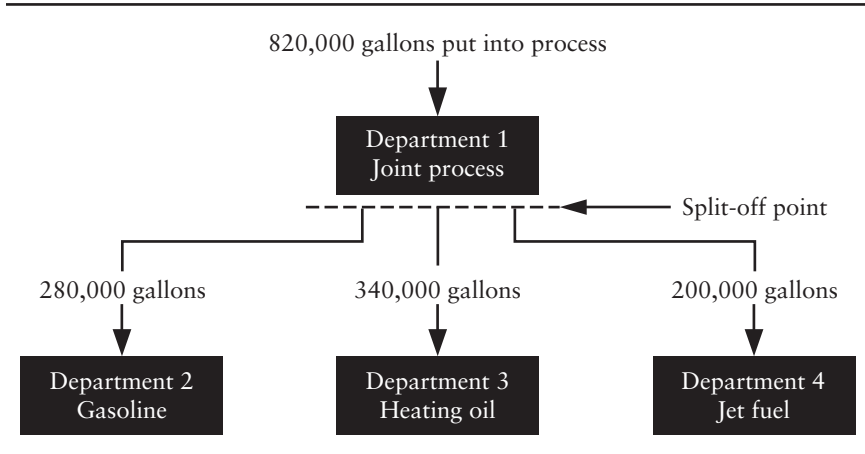 820,000 gallons put into process
Department 1
Joint process
Split-off point
280,000 gallons
340,000 gallons
200,000 gallons
Department 2
Gasoline
Department 3
Heating oil
Department 4
Jet fuel